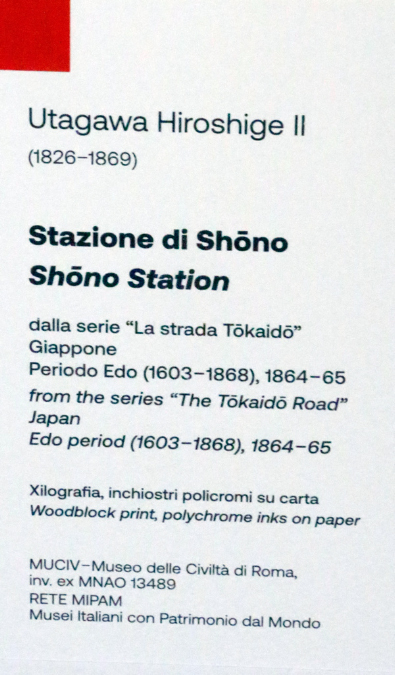 Utagawa Hiroshige II
(1826–1869)
Stazione di Shōno
Shōno Station
dalla serie “La strada Tōkaidō”
Giappone
Periodo Edo (1603–1868), 1864–65
from the series “The Tōkaidō Road”
Japan
Edo period (1603–1868), 1864–65
Xilografia, inchiostri policromi su carta
Woodblock print, polychrome inks on paper
MUCIV–Museo delle Civiltà di Roma,
inv. ex MNAO 13489
RETE MIPAM
Musei Italiani con Patrimonio dal Mondo